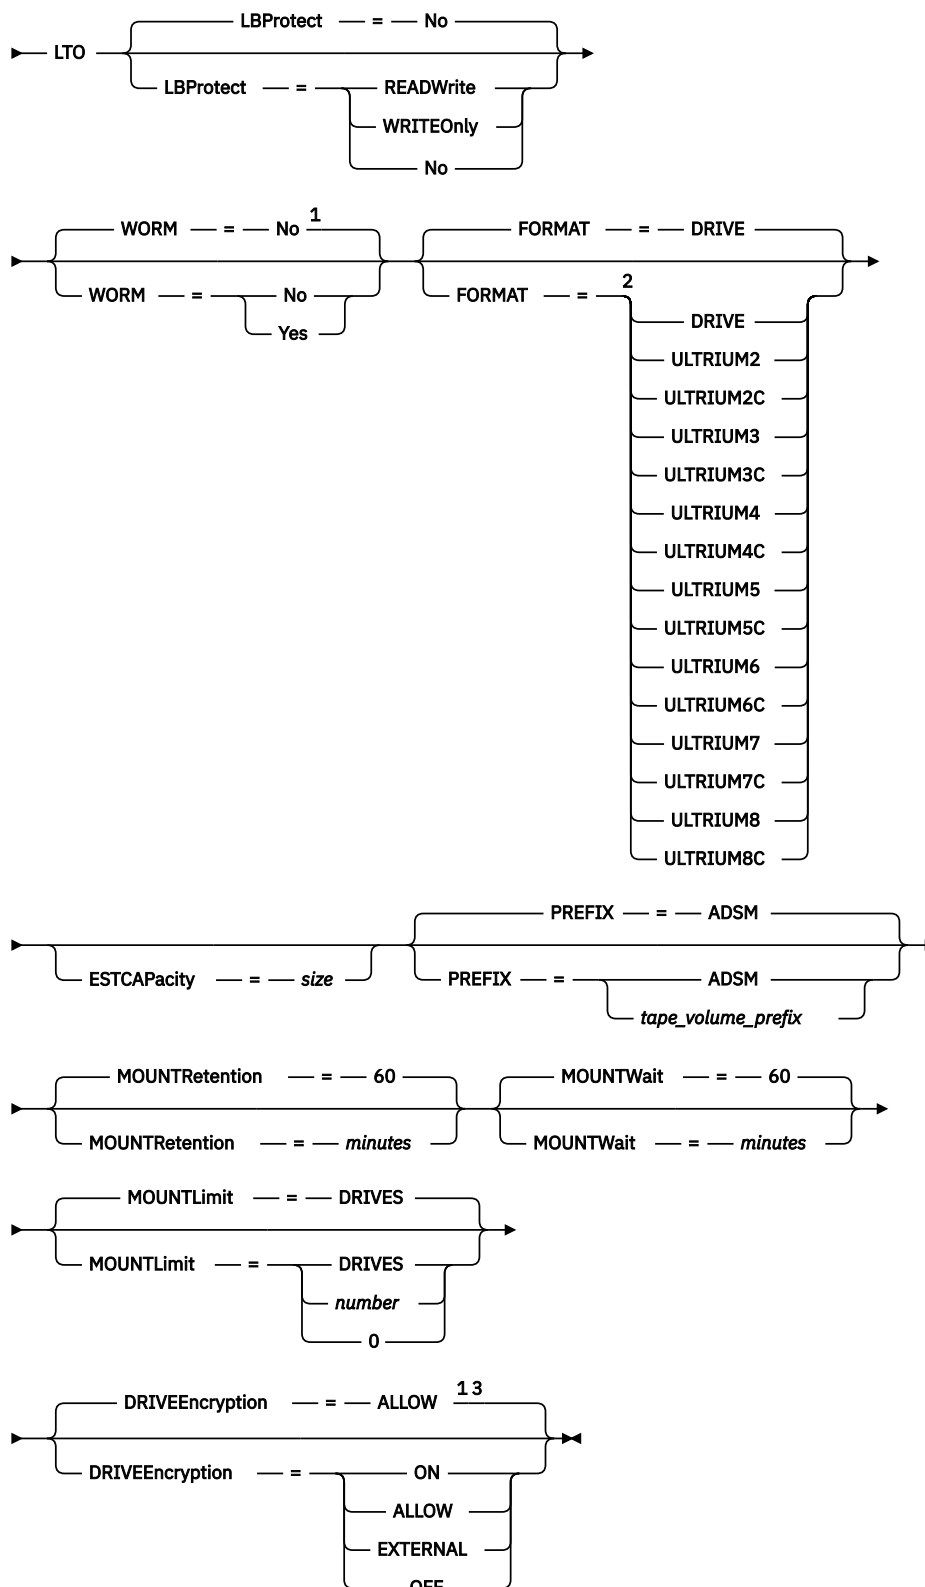 LBProtect = No
LTO
LBProtect = READWrite
WRITEOnly
No
WORM = No 1 FORMAT = DRIVE
WORM = No FORMAT = 2
Yes DRIVE
ULTRIUM2
ULTRIUM2C
ULTRIUM3
ULTRIUM3C
ULTRIUM4
ULTRIUM4C
ULTRIUM5
ULTRIUM5C
ULTRIUM6
ULTRIUM6C
ULTRIUM7
ULTRIUM7C
ULTRIUM8
ULTRIUM8C
PREFIX = ADSM
ESTCAPacity = size PREFIX = ADSM
tape_volume_prefix
MOUNTRetention = 60 MOUNTWait = 60
MOUNTRetention = minutes MOUNTWait = minutes
MOUNTLimit = DRIVES
MOUNTLimit = DRIVES
number
0
DRIVEEncryption = ALLOW 1 3
DRIVEEncryption = ON
ALLOW
EXTERNAL
OFF